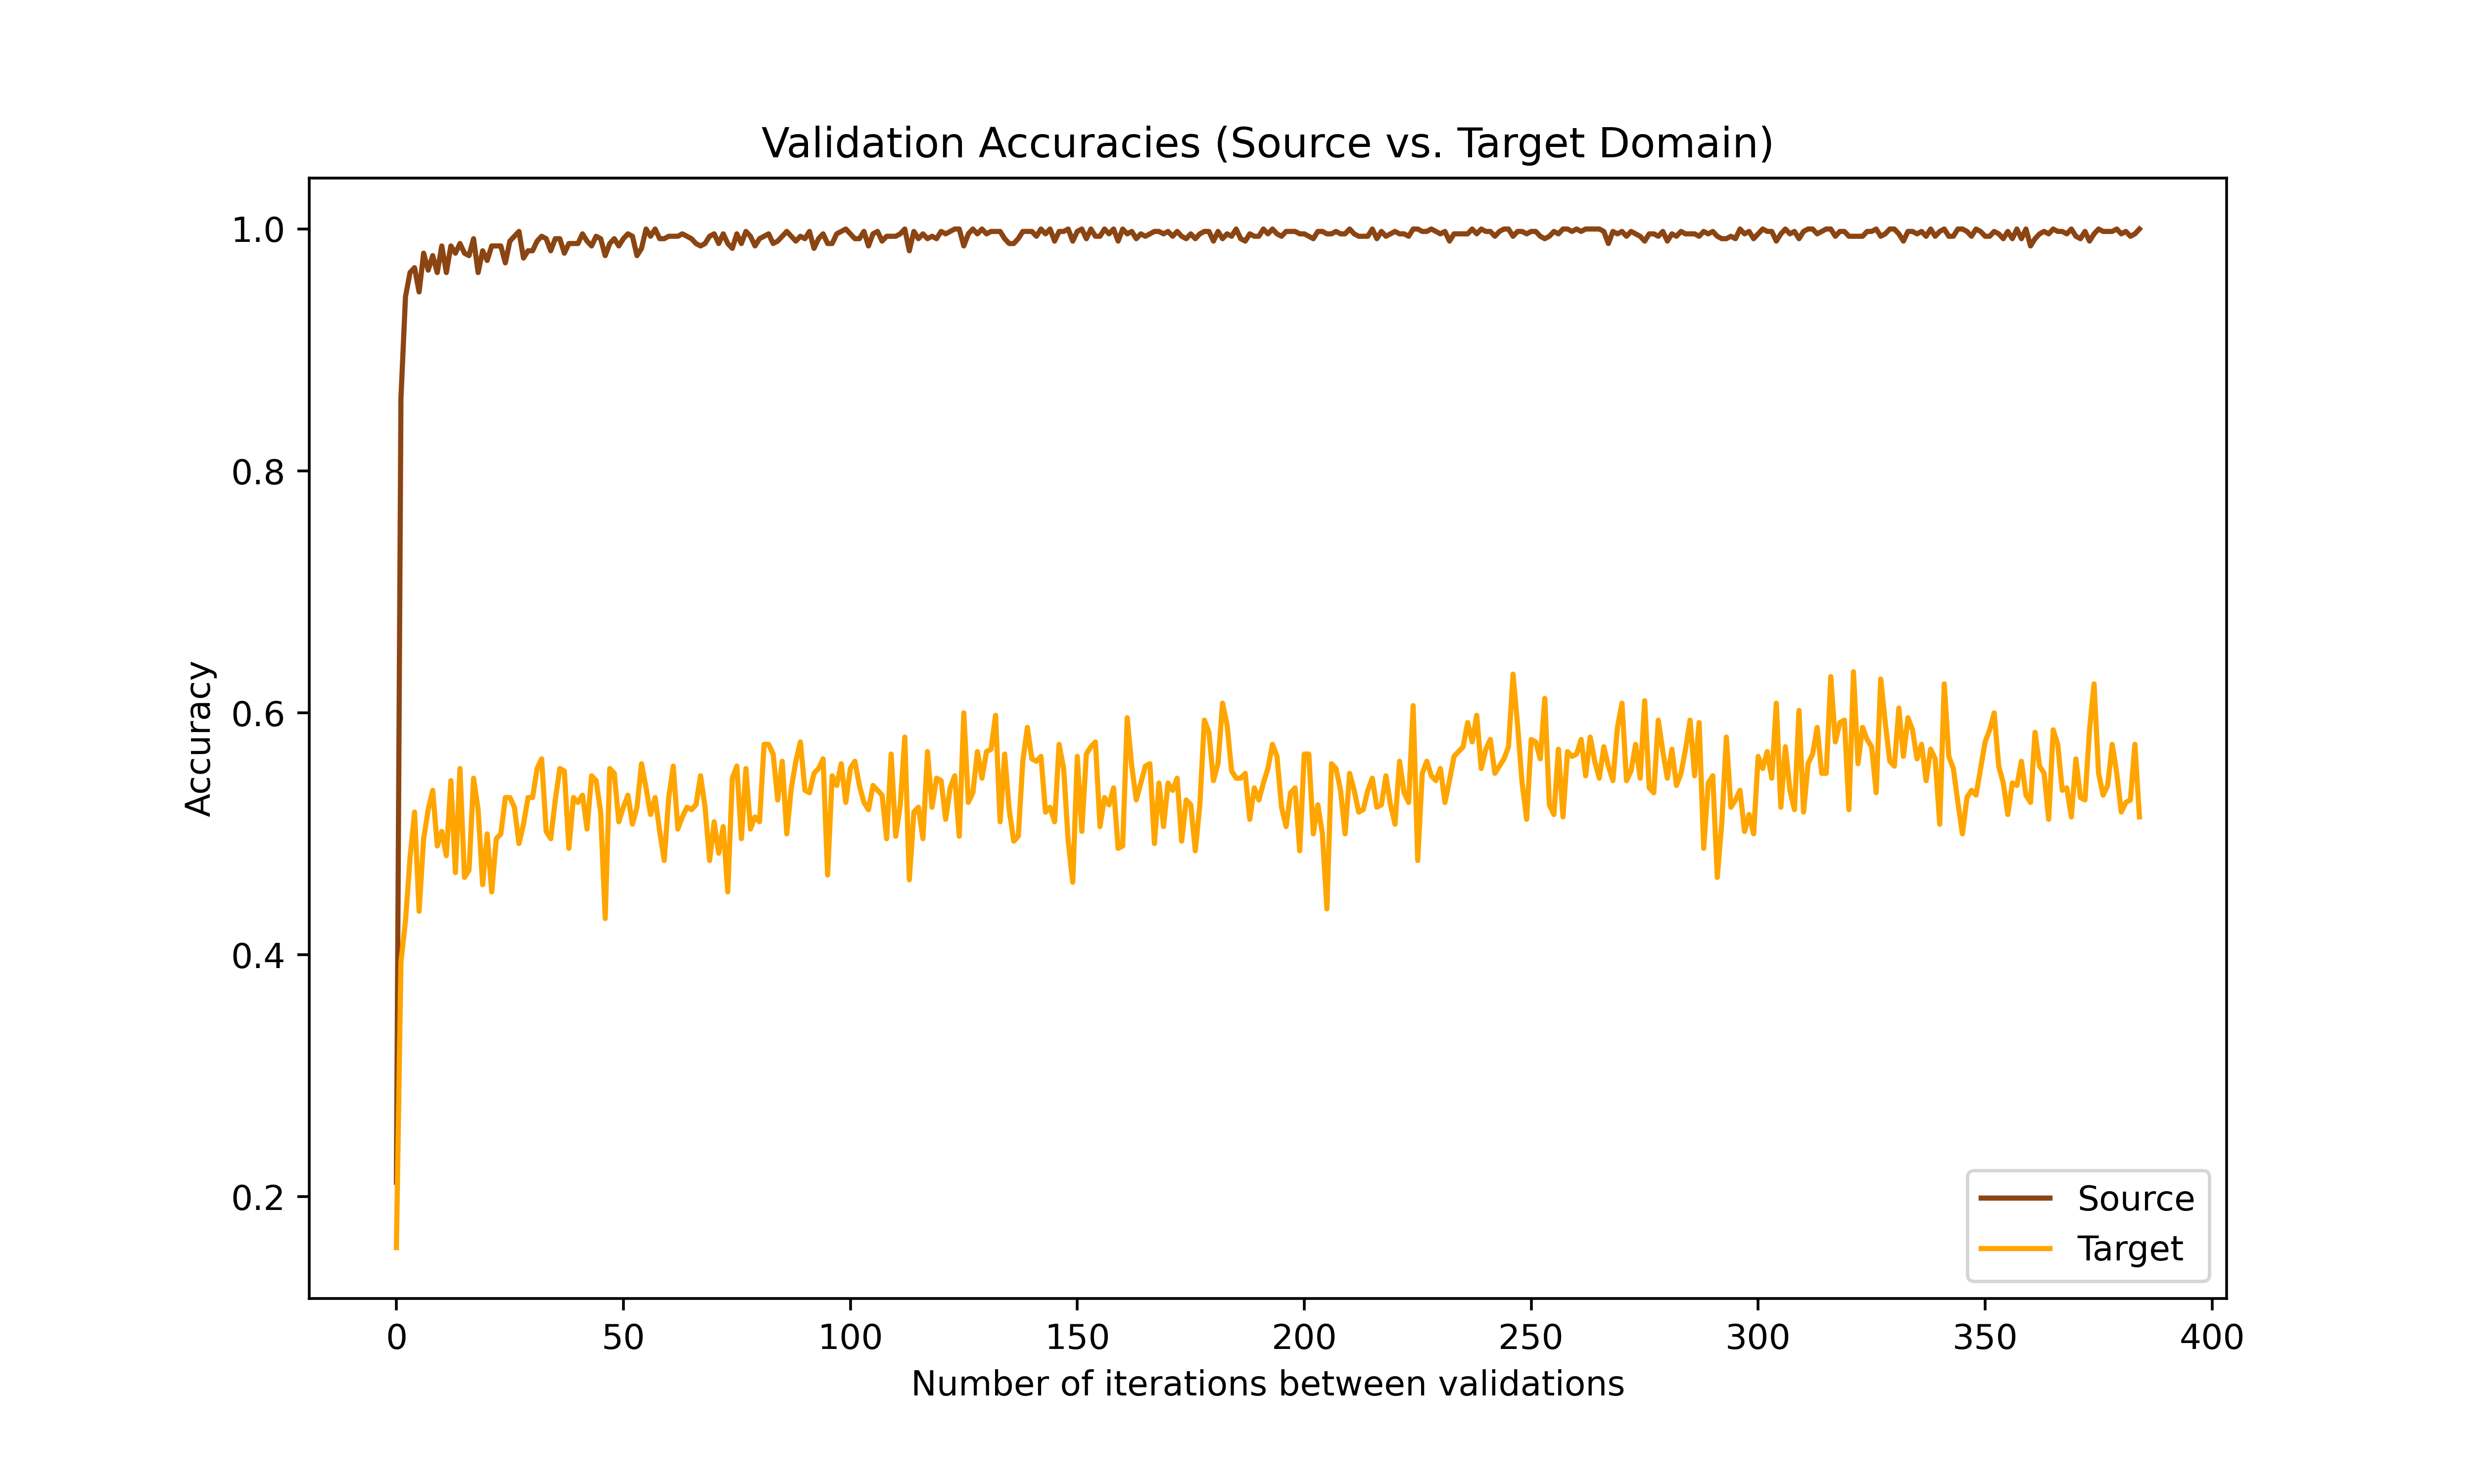 Validation Accuracies (Source vs. Target Domain)
1.0
0.8
0.6
0.4
0.2
Accuracy
0 50 100 150 200 250 300 350 400
Number of iterations between validations
Source
Target